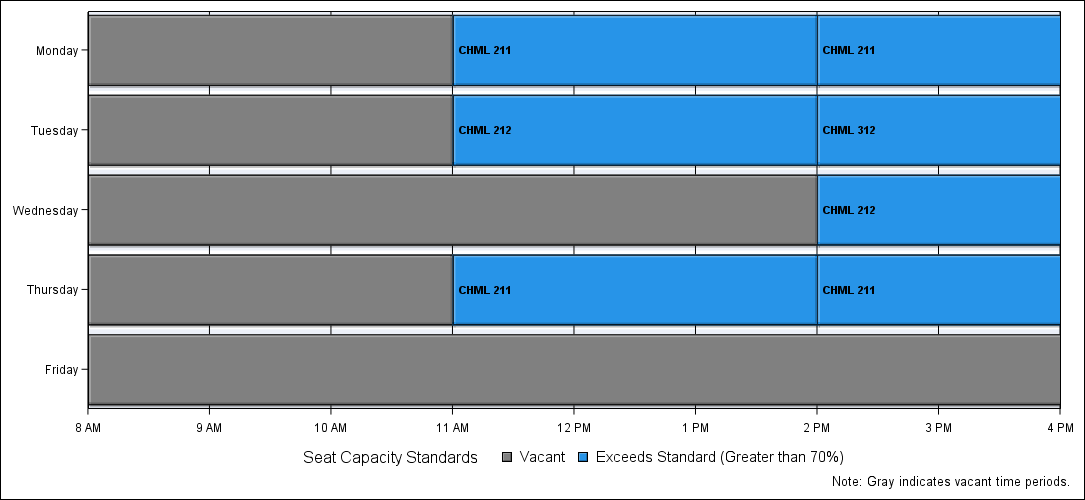 Monday
CHML 211
CHML 211
Tuesday
CHML 212
CHML 312
Wednesday
CHML 212
Thursday
CHML 211
CHML 211
Friday
8 AM 9 AM 10 AM 11 AM 12 PM 1 PM 2 PM 3 PM 4 PM
Seat Capacity Standards Vacant Exceeds Standard (Greater than 70%)
Note: Gray indicates vacant time periods.